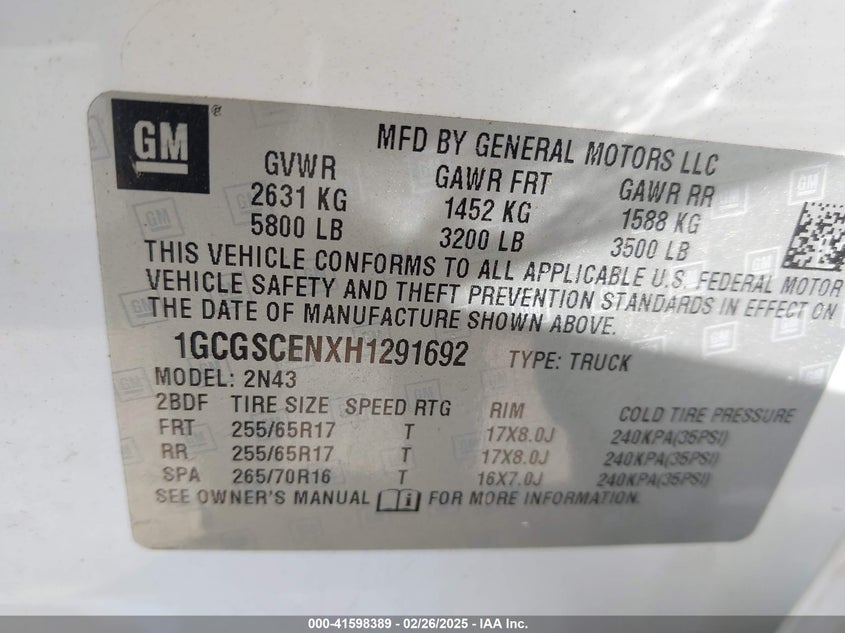 GM ®
MFD BY GENERAL MOTORS LLC
GVWR GAWR FRT GAWR RR
2631 KG 1452 KG 1588 KG
5800 LB 3200 LB 3500 LB
THIS VEHICLE CONFORMS TO ALL APPLICABLE U.S. FEDERAL MOTOR
VEHICLE SAFETY AND THEFT PREVENTION STANDARDS IN EFFECT ON
THE DATE OF MANUFACTURE SHOWN ABOVE.
1GCGSCENXH1291692 TYPE: TRUCK
MODEL: 2N43
2BDF TIRE SIZE SPEED RTG RIM COLD TIRE PRESSURE
FRT 255/65R17 T 17X8.0J 240KPA(35PSI)
RR 255/65R17 T 17X8.0J 240KPA(35PSI)
SPA 265/70R16 T 16X7.0J 240KPA(35PSI)
SEE OWNER'S MANUAL i FOR MORE INFORMATION.
000-41598389 - 02/26/2025 - IAA Inc.